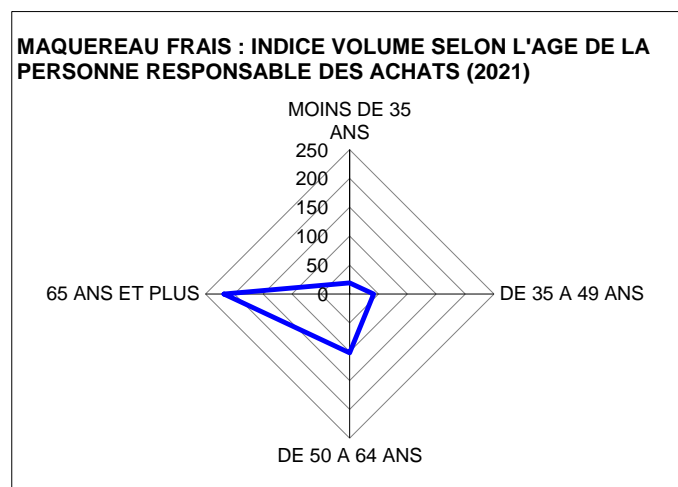 MAQUEREAU FRAIS : INDICE VOLUME SELON L'AGE DE LA
PERSONNE RESPONSABLE DES ACHATS (2021)
MOINS DE 35
ANS
250
200
150
100
50
0
65 ANS ET PLUS
DE 35 A 49 ANS
DE 50 A 64 ANS